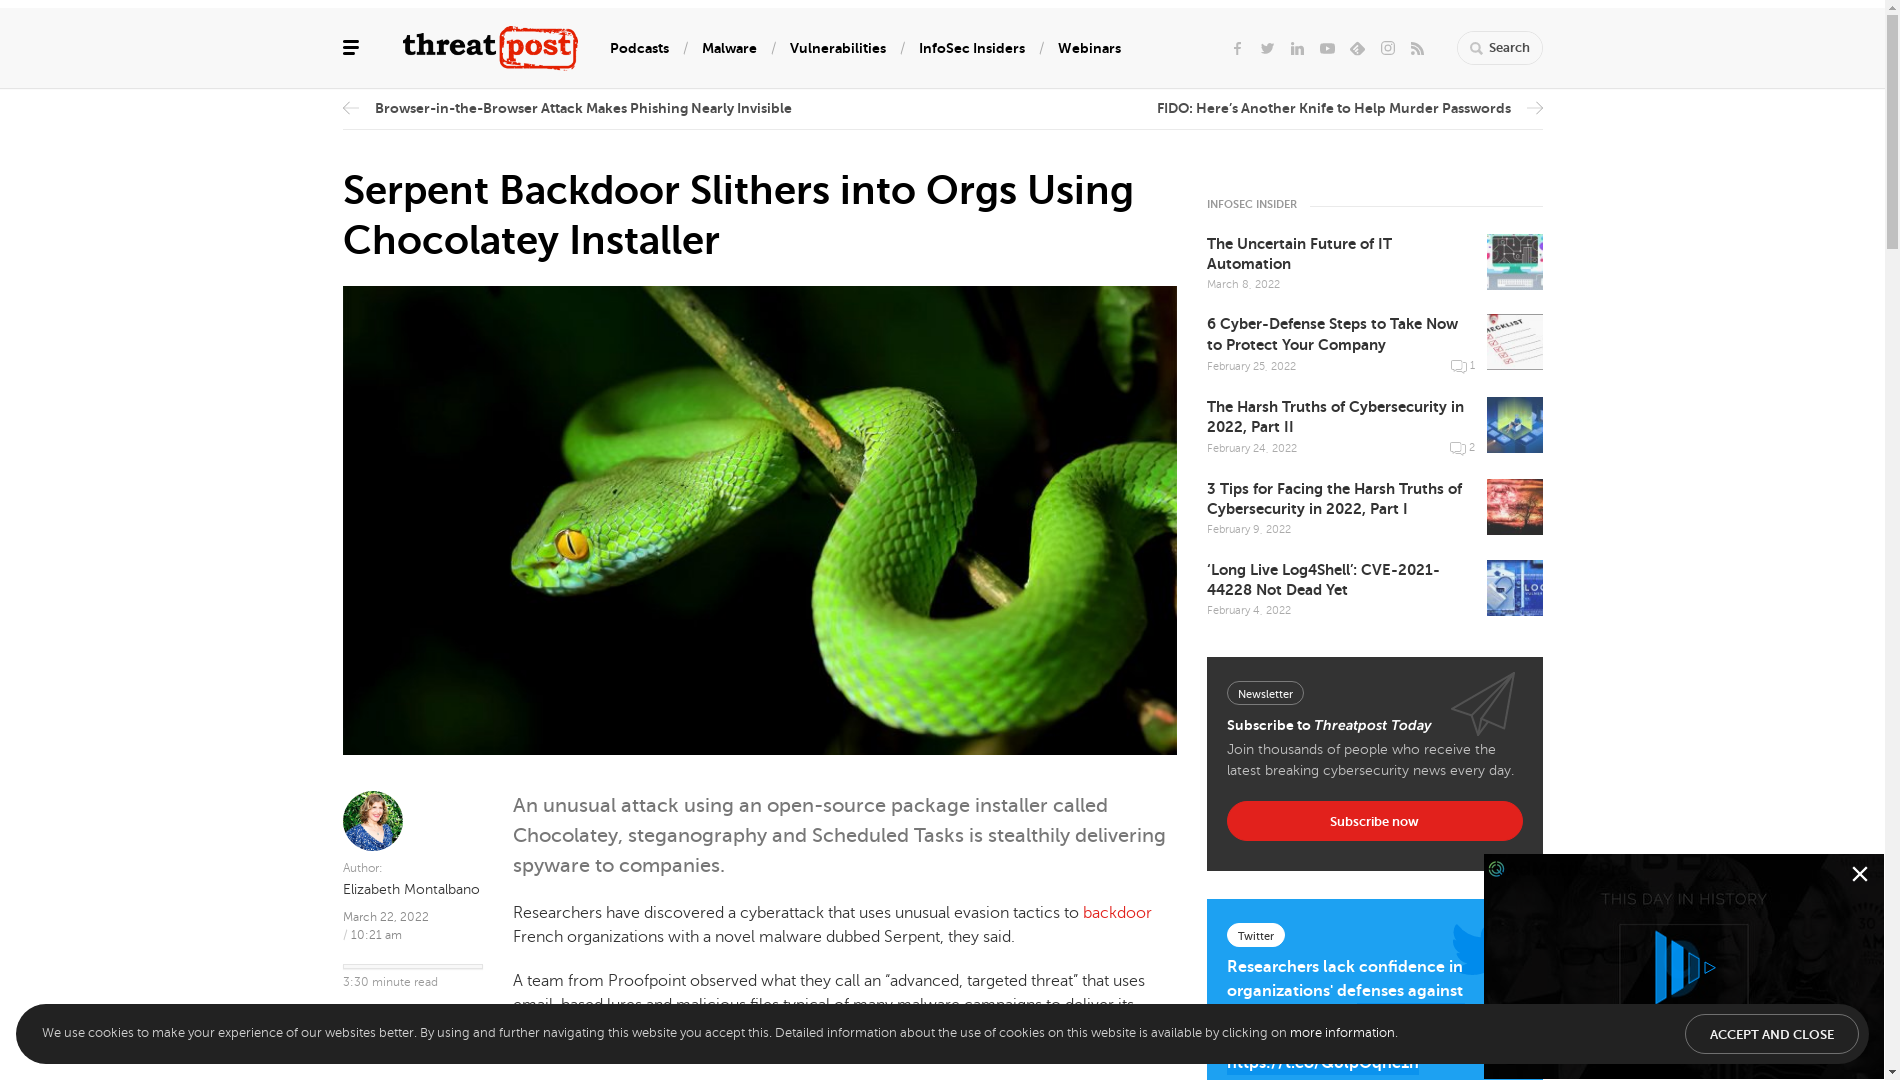 threatpost
Podcasts / Malware / Vulnerabilities / InfoSec Insiders / Webinars
Search
Browser-in-the-Browser Attack Makes Phishing Nearly Invisible
FIDO: Here's Another Knife to Help Murder Passwords
Serpent Backdoor Slithers into Orgs Using
Chocolatey Installer
Author:
Elizabeth Montalbano
March 22, 2022
/ 10:21 am
3:30 minute read
An unusual attack using an open-source package installer called
Chocolatey, steganography and Scheduled Tasks is stealthily delivering
spyware to companies.
Researchers have discovered a cyberattack that uses unusual evasion tactics to backdoor
French organizations with a novel malware dubbed Serpent, they said.
A team from Proofpoint observed what they call an “advanced, targeted threat” that uses
email-based lures and malicious files typical of many malware campaigns to deliver its
INFOSEC INSIDER
The Uncertain Future of IT
Automation
March 8, 2022
6 Cyber-Defense Steps to Take Now
to Protect Your Company
February 25, 2022
1
The Harsh Truths of Cybersecurity in
2022, Part II
February 24, 2022
2
3 Tips for Facing the Harsh Truths of
Cybersecurity in 2022, Part I
February 9, 2022
‘Long Live Log4Shell’: CVE-2021-
44228 Not Dead Yet
February 4, 2022
Newsletter
Subscribe to Threatpost Today
Join thousands of people who receive the
latest breaking cybersecurity news every day.
Subscribe now
Twitter
Researchers lack confidence in
organizations' defenses against
THIS DAY IN HISTORY
We use cookies to make your experience of our websites better. By using and further navigating this website you accept this. Detailed information about the use of cookies on this website is available by clicking on more information.
ACCEPT AND CLOSE